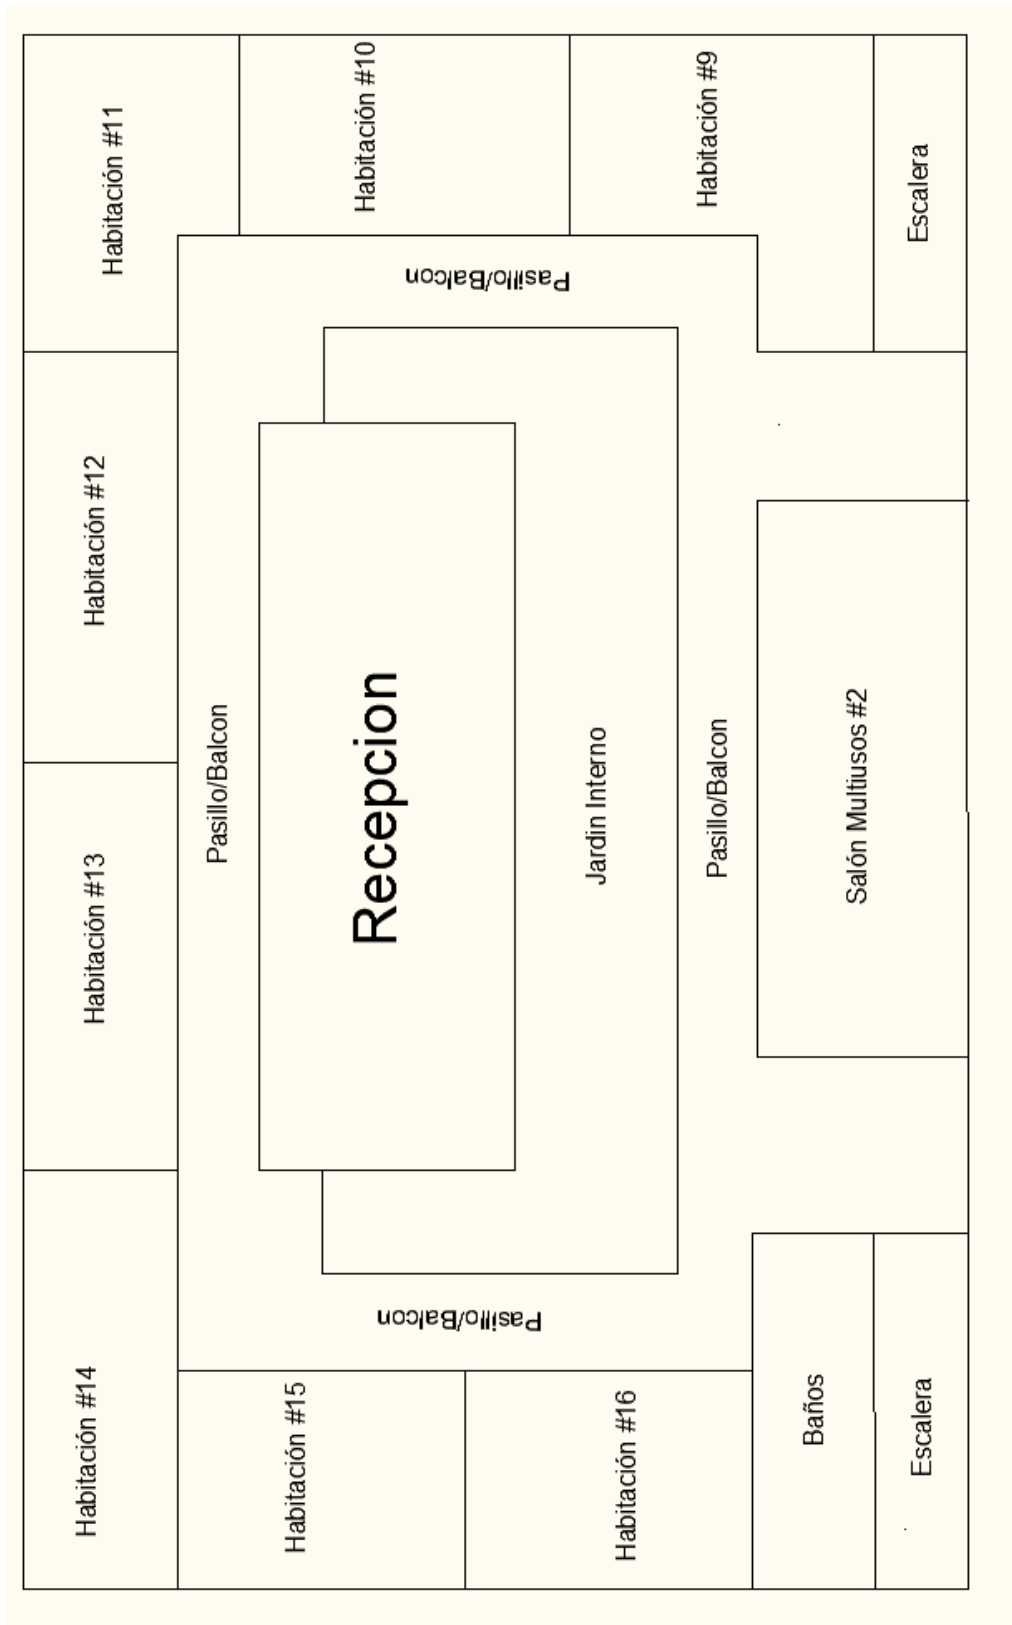 Habitación #11
Habitación #10
Habitación #9
Escalera
Pasillo/Balcon
Habitación #12
Habitación #13
Pasillo/Balcon
Recepcion
Jardin Interno
Pasillo/Balcon
Salón Multiusos #2
Pasillo/Balcon
Habitación #14
Habitación #15
Habitación #16
Baños
Escalera